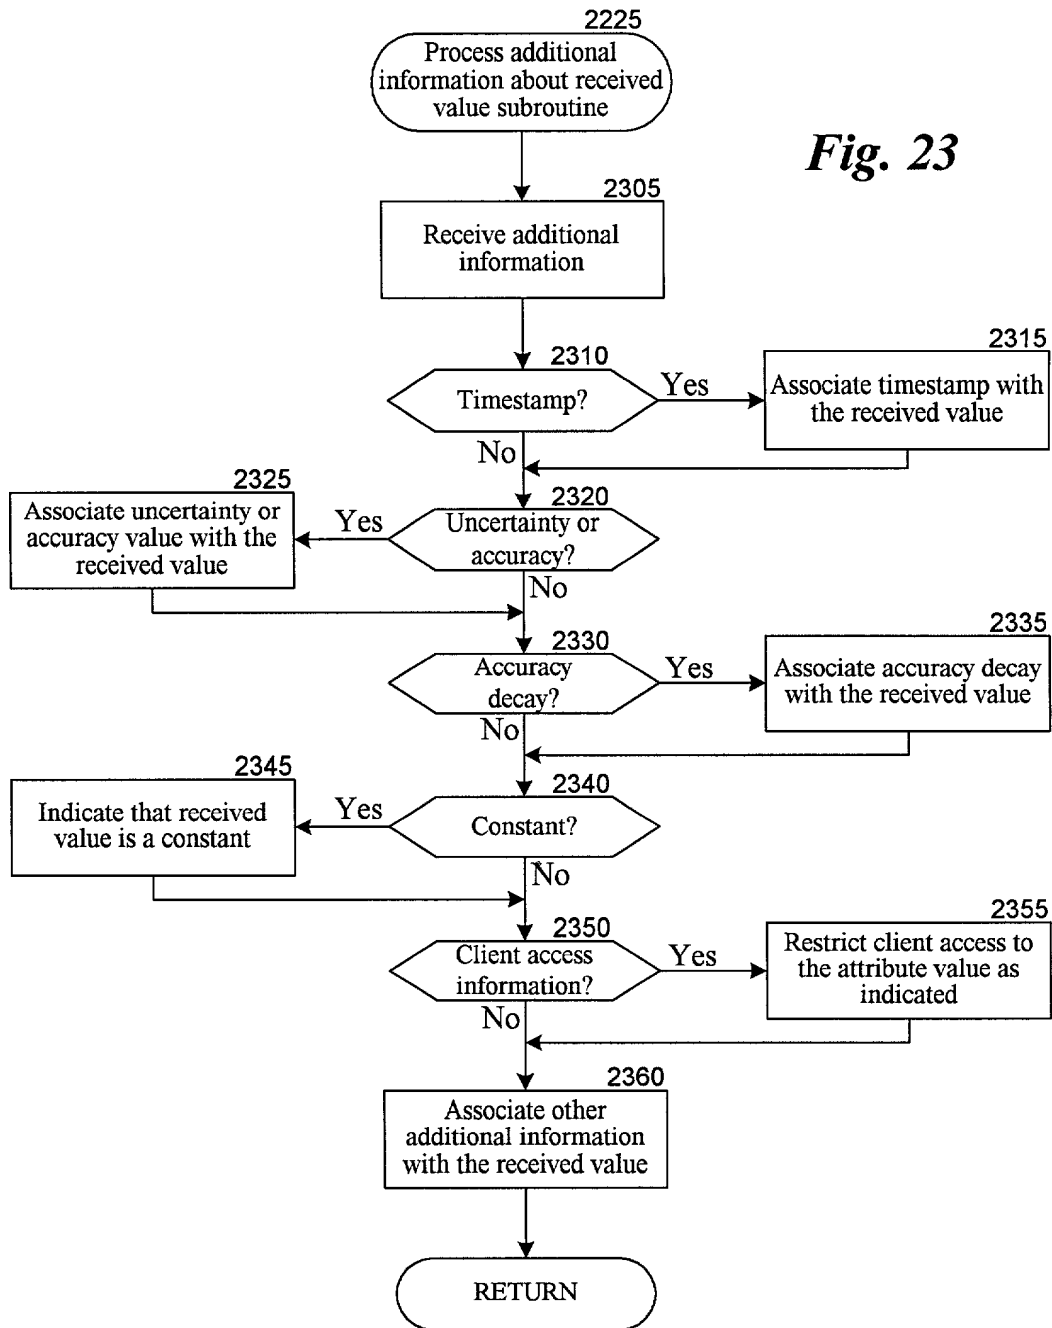 2225
Process additional
information about received
value subroutine
Fig. 23
2305
Receive additional
information
2310
Timestamp?
Yes
No
2315
Associate timestamp with
the received value
2320
Uncertainty or
accuracy?
Yes
No
2325
Associate uncertainty or
accuracy value with the
received value
2330
Accuracy
decay?
Yes
No
2335
Associate accuracy decay
with the received value
2340
Constant?
Yes
No
2345
Indicate that received
value is a constant
2350
Client access
information?
Yes
No
2355
Restrict client access to
the attribute value as
indicated
2360
Associate other
additional information
with the received value
RETURN